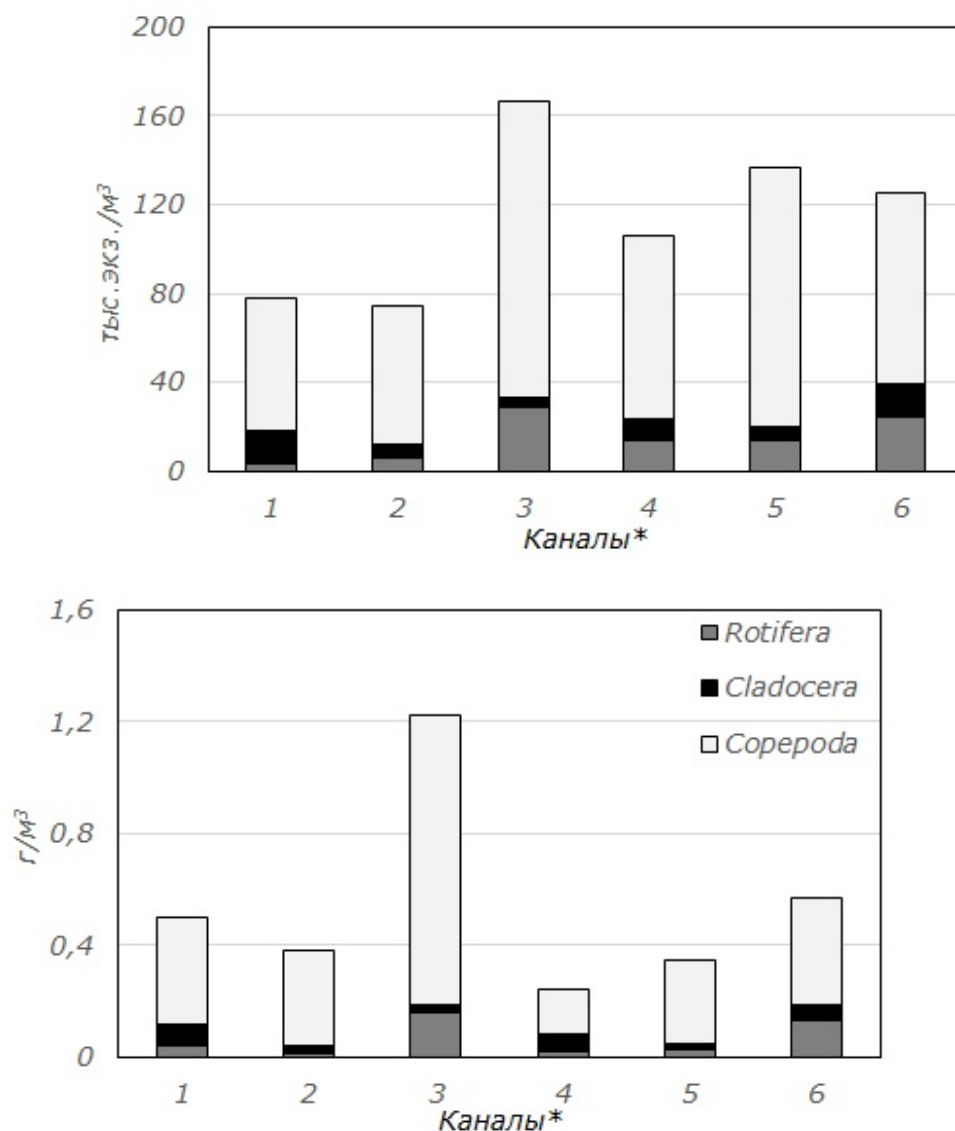 200
160
120
80
40
0
тыс.экз./м³
1 2 3 4 5 6
Каналы*
1,6
1,2
0,8
0,4
0
г/м³
Rotifera
Cladocera
Copepoda
1 2 3 4 5 6
Каналы*